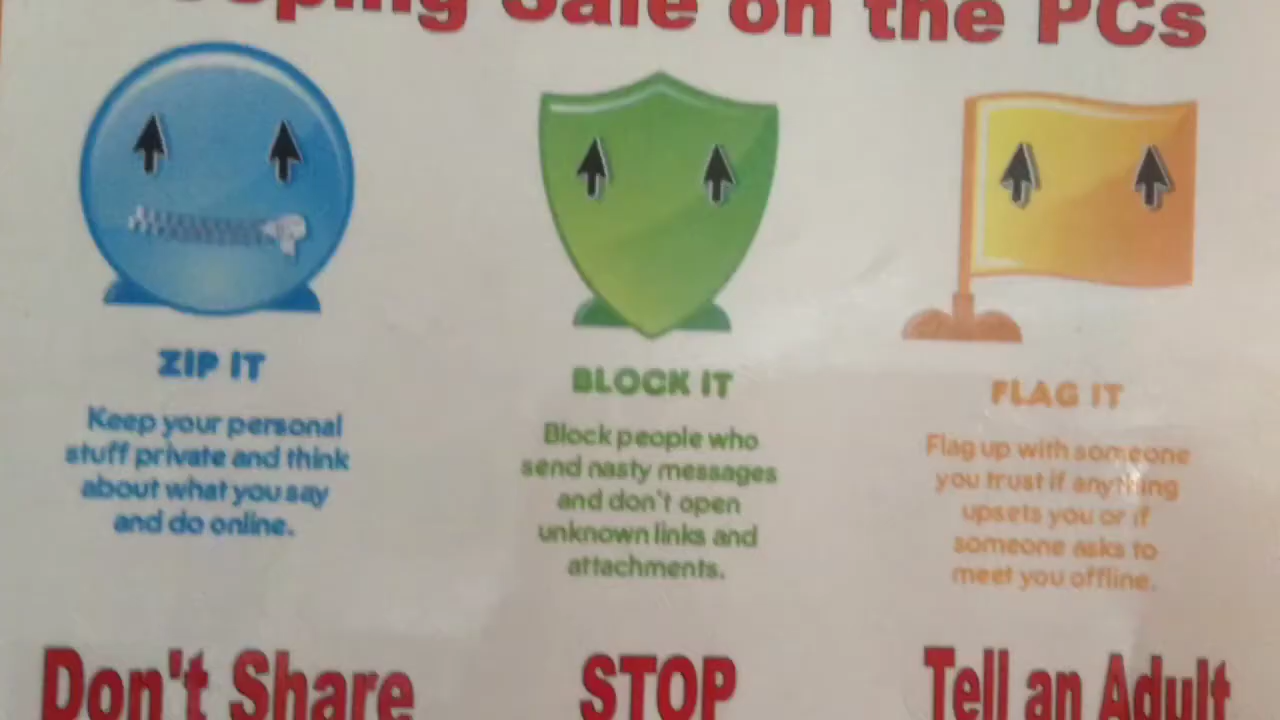 Safe on the PCs
ZIP IT
Keep your personal
stuff private and think
about what you say
and do online.
BLOCK IT
Block people who
send nasty messages
and don't open
unknown links and
attachments.
FLAG IT
Flag up with someone
you trust if anything
upsets you or if
someone asks to
meet you offline.
Don't Share
STOP
Tell an Adult